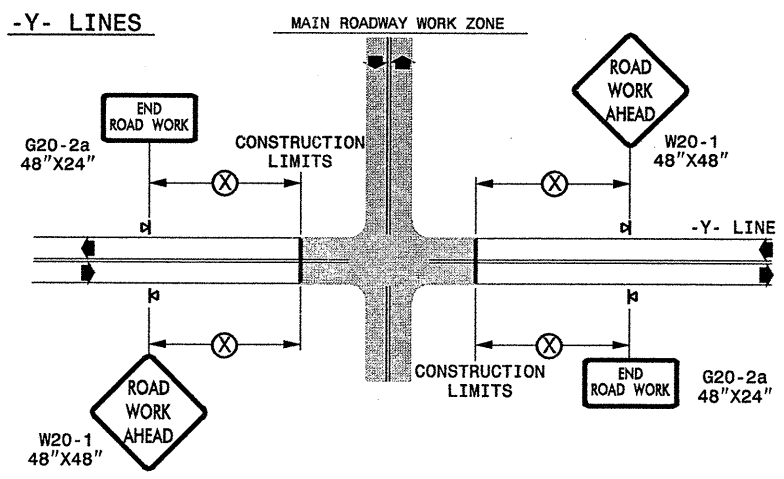 -Y- LINES
MAIN ROADWAY WORK ZONE
END
ROAD WORK
G20-2a
48"X24"
CONSTRUCTION
LIMITS
X
ROAD
WORK
AHEAD
W20-1
48"X48"
X
-Y- LINE
X
ROAD
WORK
AHEAD
W20-1
48"X48"
CONSTRUCTION
LIMITS
X
END
ROAD WORK
G20-2a
48"X24"